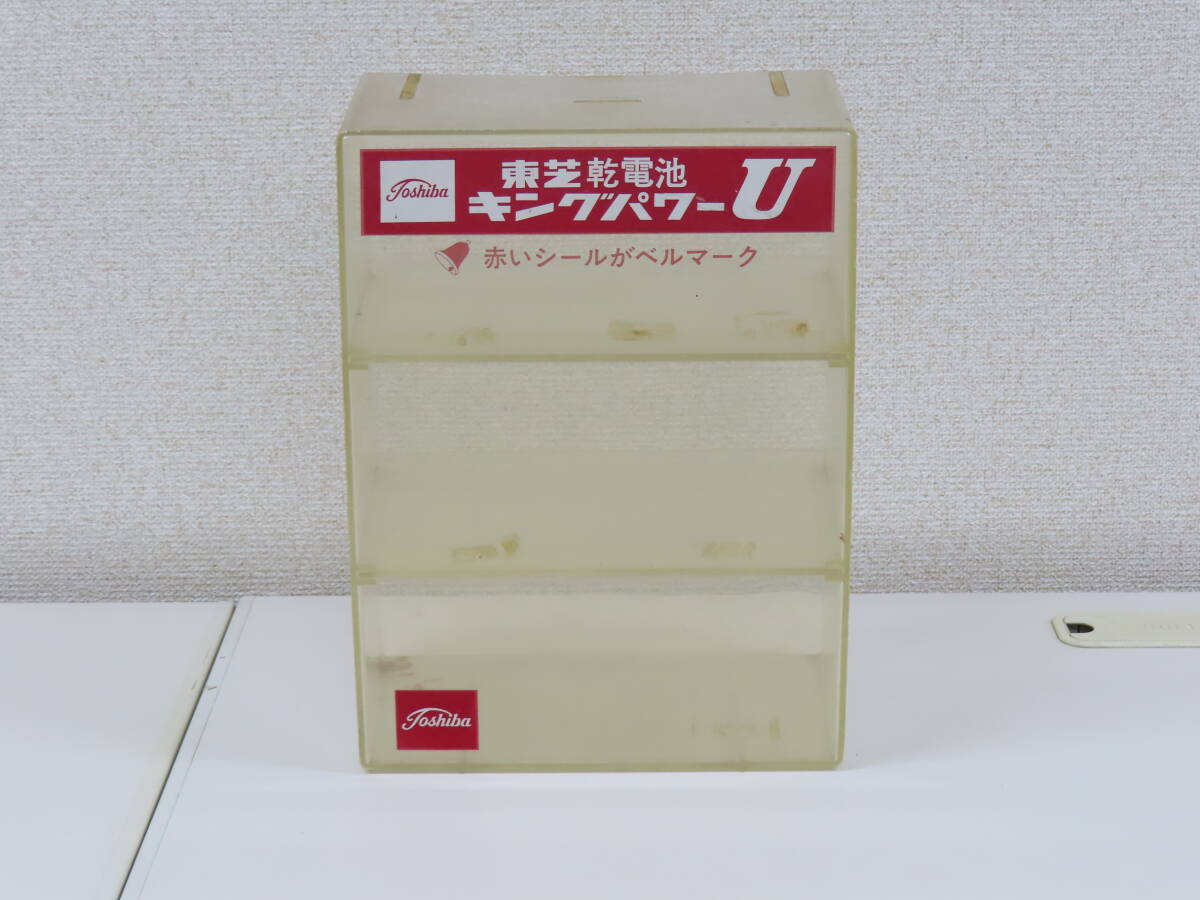 Toshiba
東芝乾電池
キングパワーU
赤いシールがベルマーク
Toshiba